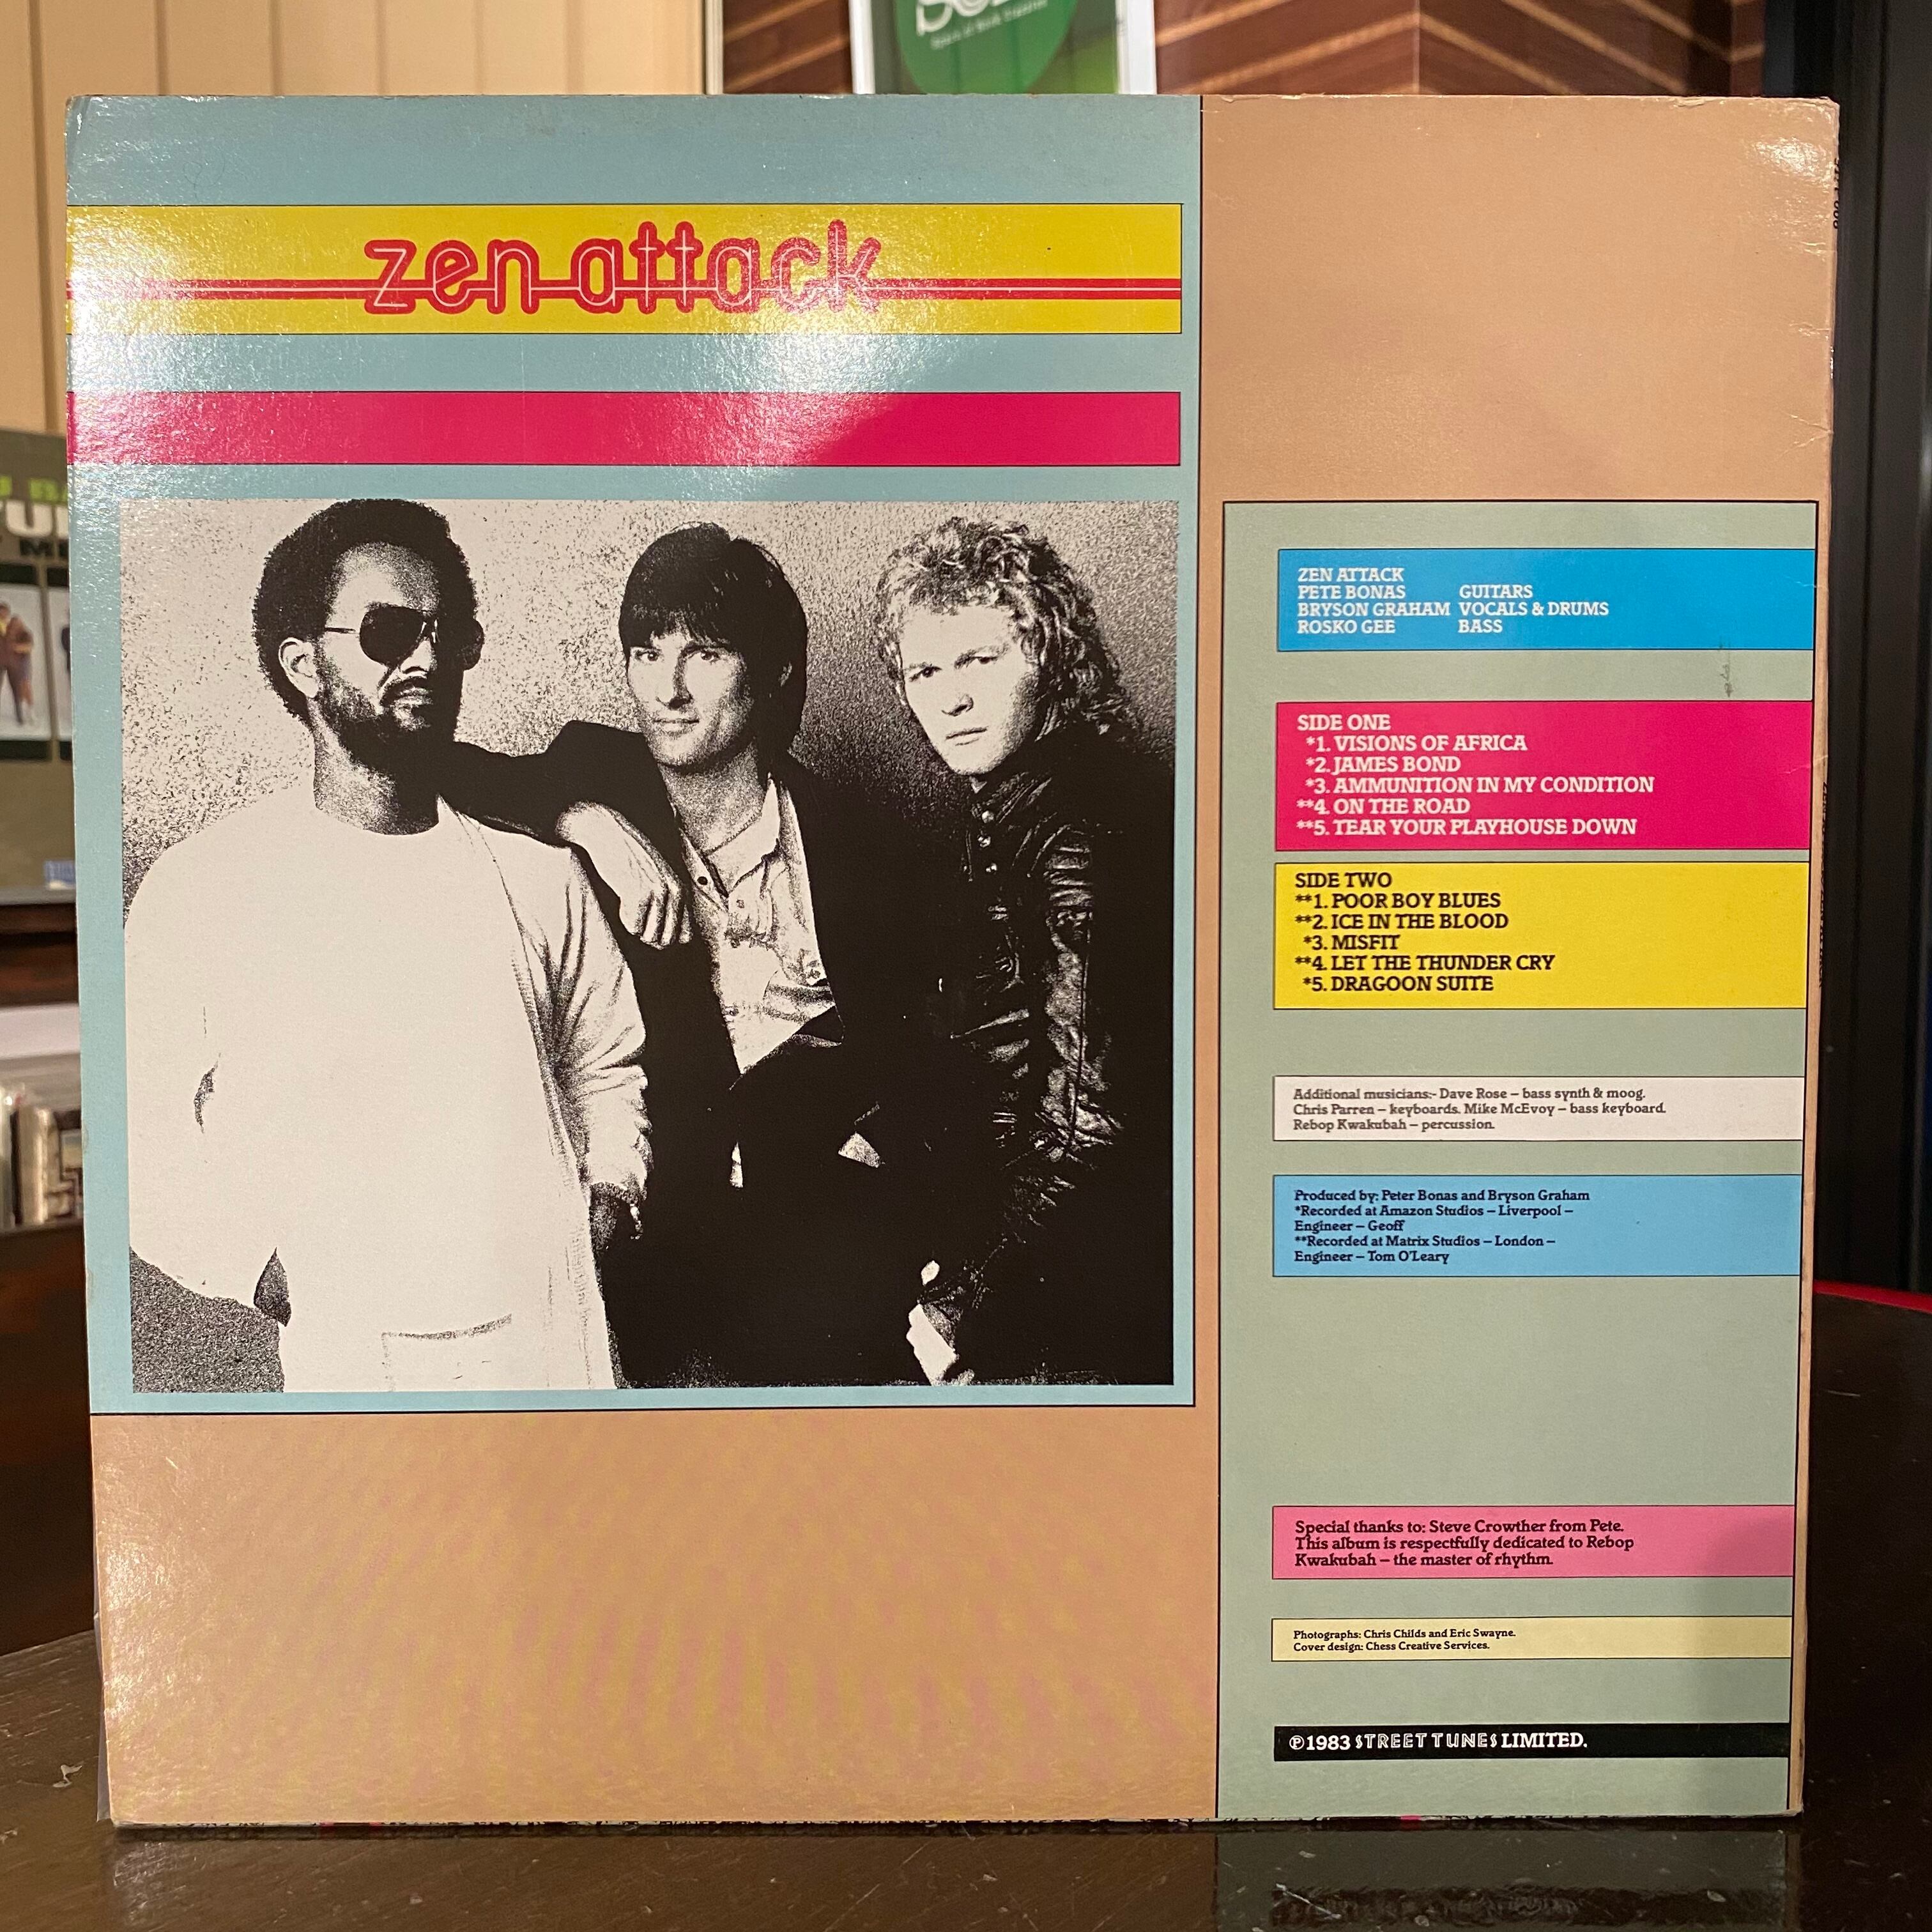 zen attack
ZEN ATTACK
PETE BONAS GUITARS
BRYSON GRAHAM VOCALS & DRUMS
ROSKO GEE BASS
SIDE ONE
*1. VISIONS OF AFRICA
*2. JAMES BOND
*3. AMMUNITION IN MY CONDITION
**4. ON THE ROAD
**5. TEAR YOUR PLAYHOUSE DOWN
SIDE TWO
**1. POOR BOY BLUES
**2. ICE IN THE BLOOD
*3. MISFIT
**4. LET THE THUNDER CRY
*5. DRAGOON SUITE
Additional musicians:- Dave Rose – bass synth & moog.
Chris Parren – keyboards. Mike McEvoy – bass keyboard.
Rebop Kwakubah – percussion.
Produced by: Peter Bonas and Bryson Graham
*Recorded at Amazon Studios – Liverpool –
Engineer – Geoff
**Recorded at Matrix Studios – London –
Engineer – Tom O'Leary
Special thanks to: Steve Crowther from Pete.
This album is respectfully dedicated to Rebop
Kwakubah – the master of rhythm.
Photographs: Chris Childs and Eric Swayne.
Cover design: Chess Creative Services.
℗1983 STREET TUNES LIMITED.